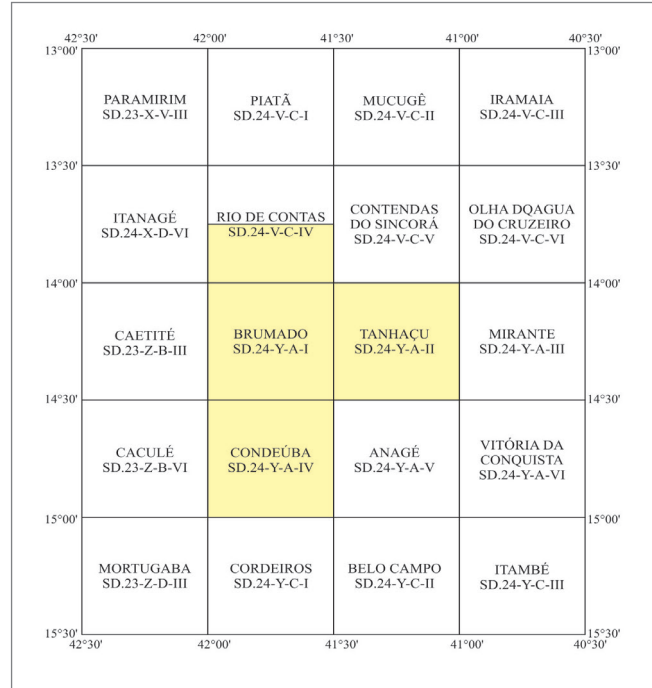 42°30' 42°00' 41°30' 41°00' 40°30'
13°00' 13°00'
PARAMIRIM
SD.23-X-V-III
PIATÃ
SD.24-V-C-I
MUCUGÊ
SD.24-V-C-II
IRAMAIA
SD.24-V-C-III
13°30' 13°30'
ITANAGÉ
SD.24-X-D-VI
RIO DE CONTAS
SD.24-V-C-IV
CONTENDAS
DO SINCORÁ
SD.24-V-C-V
OLHA DQAGUA
DO CRUZEIRO
SD.24-V-C-VI
14°00' 14°00'
CAETITÉ
SD.23-Z-B-III
BRUMADO
SD.24-Y-A-I
TANHAÇU
SD.24-Y-A-II
MIRANTE
SD.24-Y-A-III
14°30' 14°30'
CACULÉ
SD.23-Z-B-VI
CONDEÚBA
SD.24-Y-A-IV
ANAGÉ
SD.24-Y-A-V
VITÓRIA DA
CONQUISTA
SD.24-Y-A-VI
15°00' 15°00'
MORTUGABA
SD.23-Z-D-III
CORDEIROS
SD.24-Y-C-I
BELO CAMPO
SD.24-Y-C-II
ITAMBÉ
SD.24-Y-C-III
15°30' 15°30'
42°30' 42°00' 41°30' 41°00' 40°30'